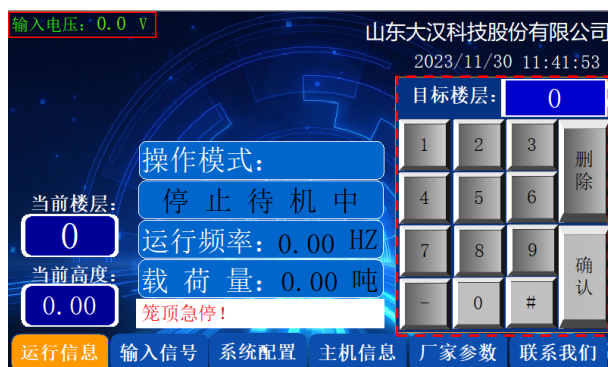 输入电压：0.0 V
山东大汉科技股份有限公司
2023/11/30 11:41:53
目标楼层： 0
1 2 3 删除
4 5 6
7 8 9 确认
- 0 #
操作模式：
停止待机中
运行频率：0.00 HZ
载荷量：0.00 吨
笼顶急停！
当前楼层：
0
当前高度：
0.00
运行信息 输入信号 系统配置 主机信息 厂家参数 联系我们